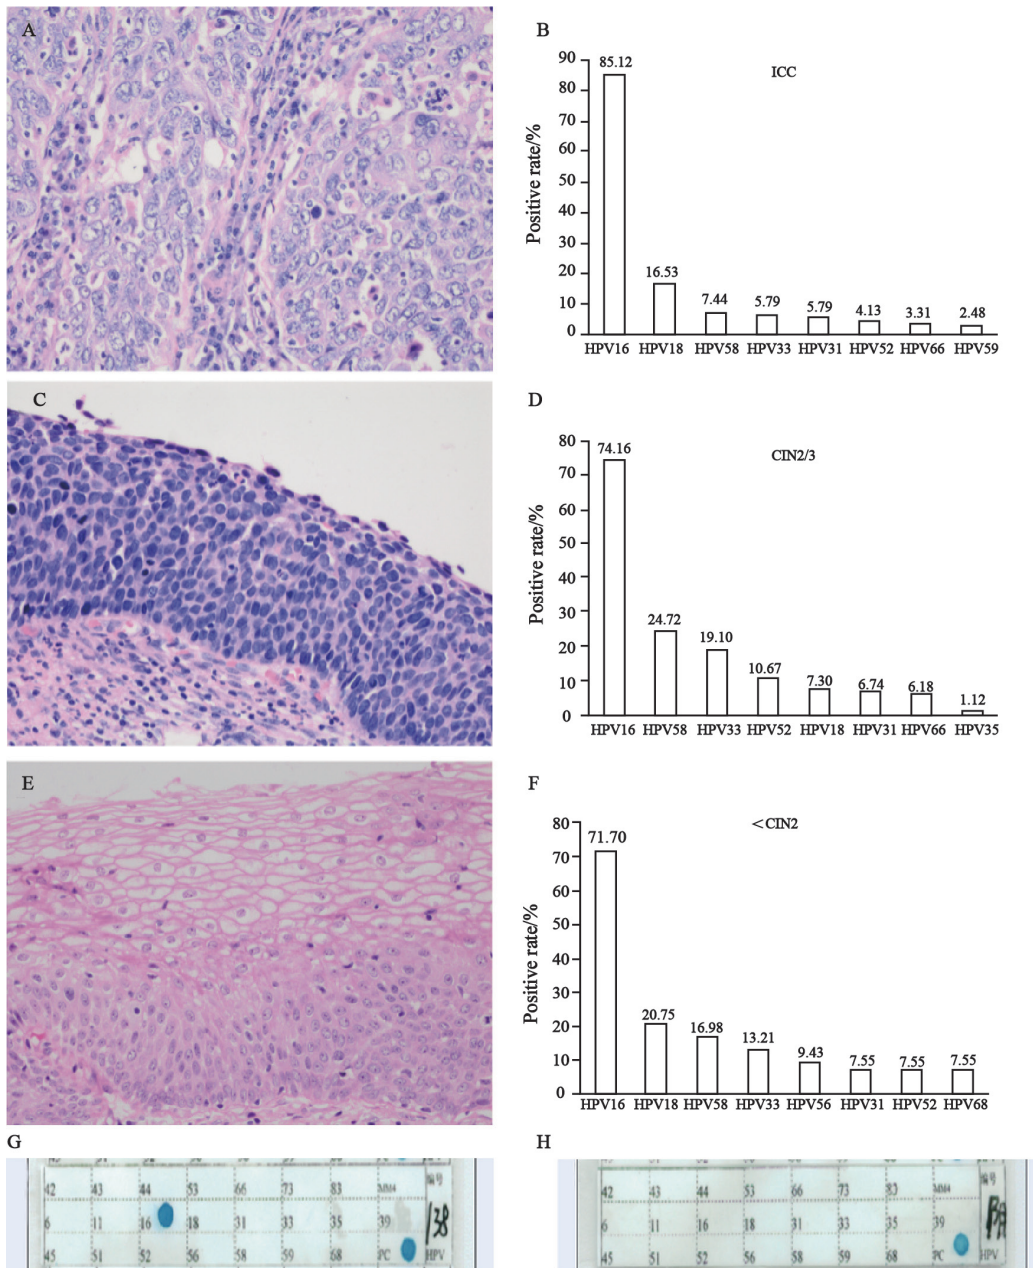 A
B
ICC
Positive rate/%
90
80
70
60
50
40
30
20
10
0
85.12
16.53
7.44
5.79
5.79
4.13
3.31
2.48
HPV16 HPV18 HPV58 HPV33 HPV31 HPV52 HPV66 HPV59
C
D
CIN2/3
Positive rate/%
80
70
60
50
40
30
20
10
0
74.16
24.72
19.10
10.67
7.30
6.74
6.18
1.12
HPV16 HPV58 HPV33 HPV52 HPV18 HPV31 HPV66 HPV35
E
F
<CIN2
Positive rate/%
80
70
60
50
40
30
20
10
0
71.70
20.75
16.98
13.21
9.43
7.55
7.55
7.55
HPV16 HPV18 HPV58 HPV33 HPV56 HPV31 HPV52 HPV68
G
42 43 44 53 66 73 83 MM4 编号
6 11 16 18 31 33 35 39 138
45 51 52 56 58 59 68 PC HPV
H
42 43 44 53 66 73 83 MM4 编号
6 11 16 18 31 33 35 39
45 51 52 56 58 59 68 PC HPV